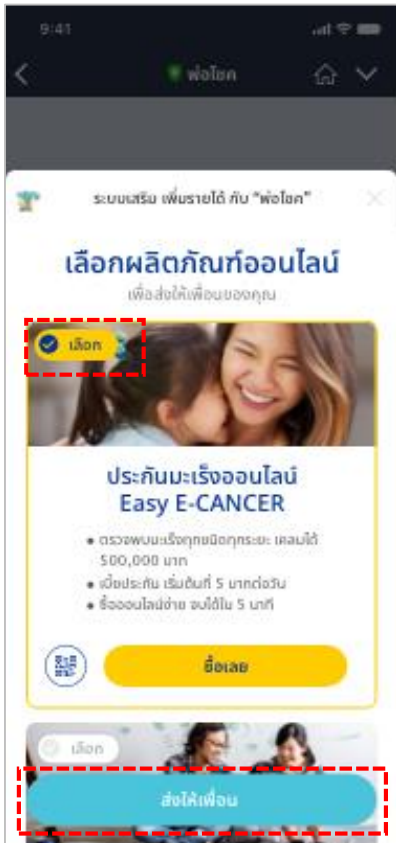 9:41
พ่อโชค
ระบบเสริม เพิ่มรายได้ กับ “พ่อโชค”
เลือกผลิตภัณฑ์ออนไลน์
เพื่อส่งให้เพื่อนของคุณ
เลือก
ประกันมะเร็งออนไลน์
Easy E-CANCER
• ตรวจพบมะเร็งทุกชนิดทุกระยะ เคลมได้
500,000 บาท
• เบี้ยประกัน เริ่มต้นที่ 5 บาทต่อวัน
• ซื้อออนไลน์ง่าย จบได้ใน 5 นาที
ซื้อเลย
เลือก
ส่งให้เพื่อน